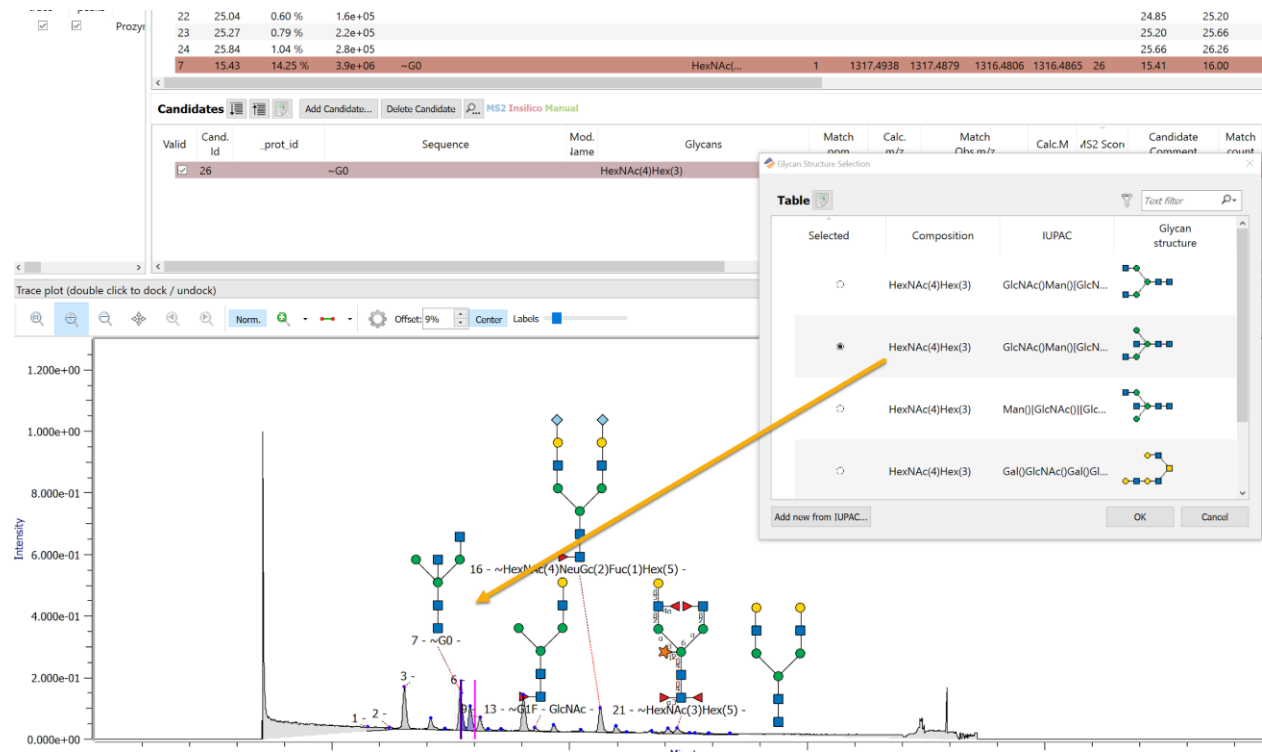 Prozyn
22 25.04 0.60 % 1.6e+05 24.85 25.20
23 25.27 0.79 % 2.2e+05 25.20 25.66
24 25.84 1.04 % 2.8e+05 25.66 26.26
7 15.43 14.25 % 3.9e+06 ~G0 HexNAc(... 1 1317.4938 1317.4879 1316.4806 1316.4865 26 15.41 16.00
Candidates Add Candidate... Delete Candidate MS2 Insilico Manual
Valid Cand. Id _prot_id Sequence Mod. Glycans Match Calc. m/z Match Obs m/z Calc.M MS2 Score Candidate Comment Match count
26 ~G0 HexNAc(4)Hex(3)
Glycan Structure Selection
Table Text filter
Selected Composition IUPAC Glycan structure
HexNAc(4)Hex(3) GlcNAc()Man()[GlcN...
HexNAc(4)Hex(3) GlcNAc()Man()[GlcN...
HexNAc(4)Hex(3) Man()[GlcNAc()][Glc...
HexNAc(4)Hex(3) Gal()GlcNAc()Gal()Gl...
Add new from IUPAC... OK Cancel
Trace plot (double click to dock / undock)
Norm. Offset: 9% Center Labels
Intensity
1.200e+00
1.000e+00
8.000e-01
6.000e-01
4.000e-01
2.000e-01
0.000e+00
16 - ~HexNAc(4)NeuGc(2)Fuc(1)Hex(5) -
7 - ~G0 -
3 -
6 -
1 -
2 -
9 -
13 - ~G1F - GlcNAc -
21 - ~HexNAc(3)Hex(5) -